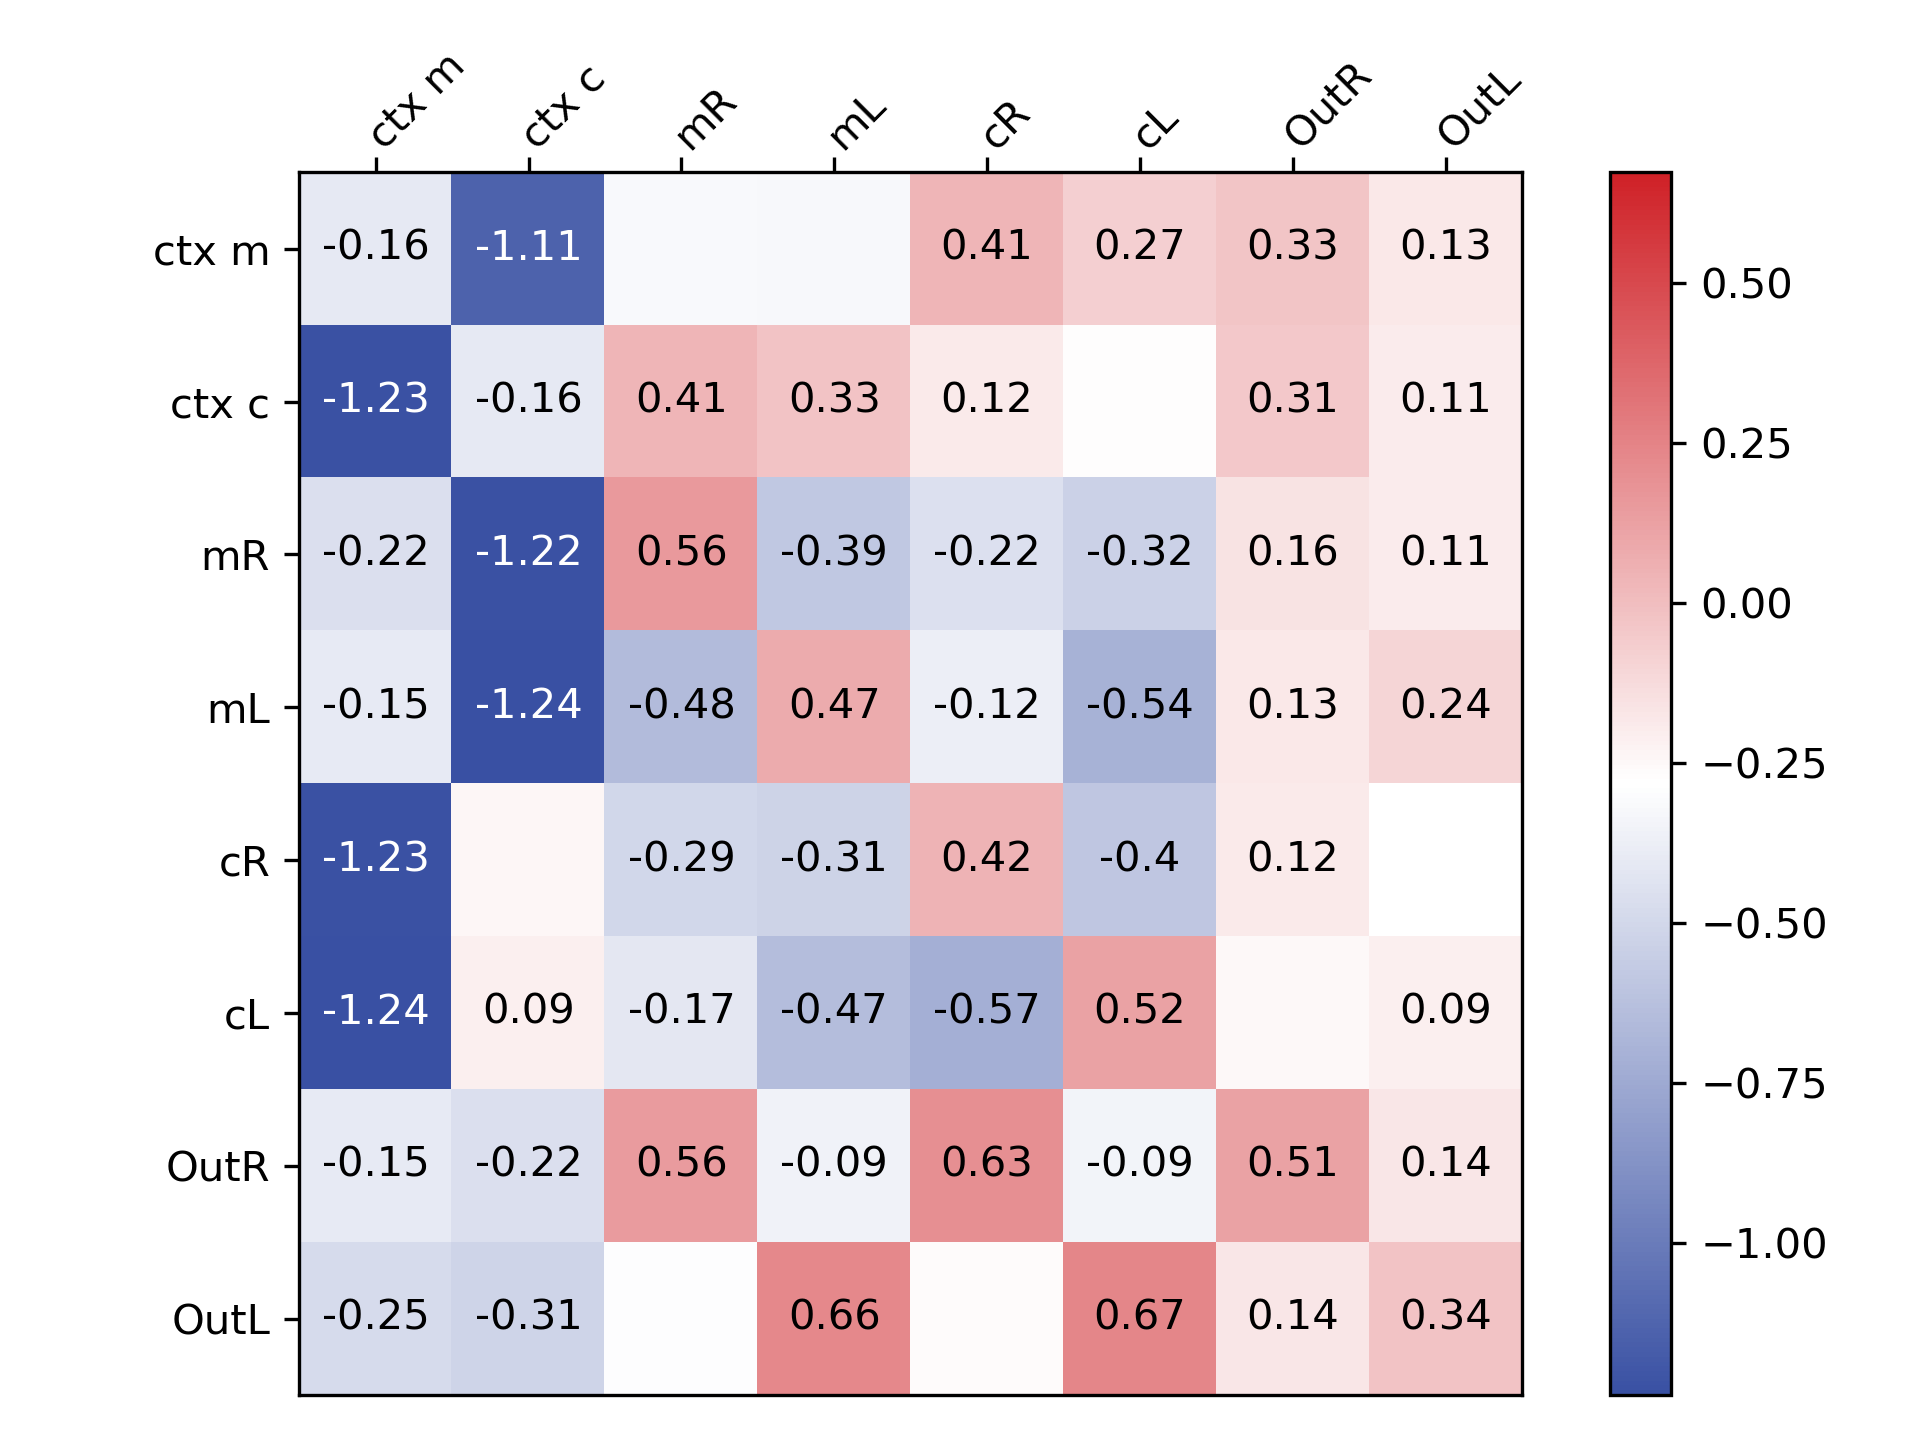 ctx m ctx c mR mL cR cL OutR OutL
ctx m -0.16 -1.11 0.41 0.27 0.33 0.13
ctx c -1.23 -0.16 0.41 0.33 0.12 0.31 0.11
mR -0.22 -1.22 0.56 -0.39 -0.22 -0.32 0.16 0.11
mL -0.15 -1.24 -0.48 0.47 -0.12 -0.54 0.13 0.24
cR -1.23 -0.29 -0.31 0.42 -0.4 0.12
cL -1.24 0.09 -0.17 -0.47 -0.57 0.52 0.09
OutR -0.15 -0.22 0.56 -0.09 0.63 -0.09 0.51 0.14
OutL -0.25 -0.31 0.66 0.67 0.14 0.34
0.50
0.25
0.00
−0.25
−0.50
−0.75
−1.00